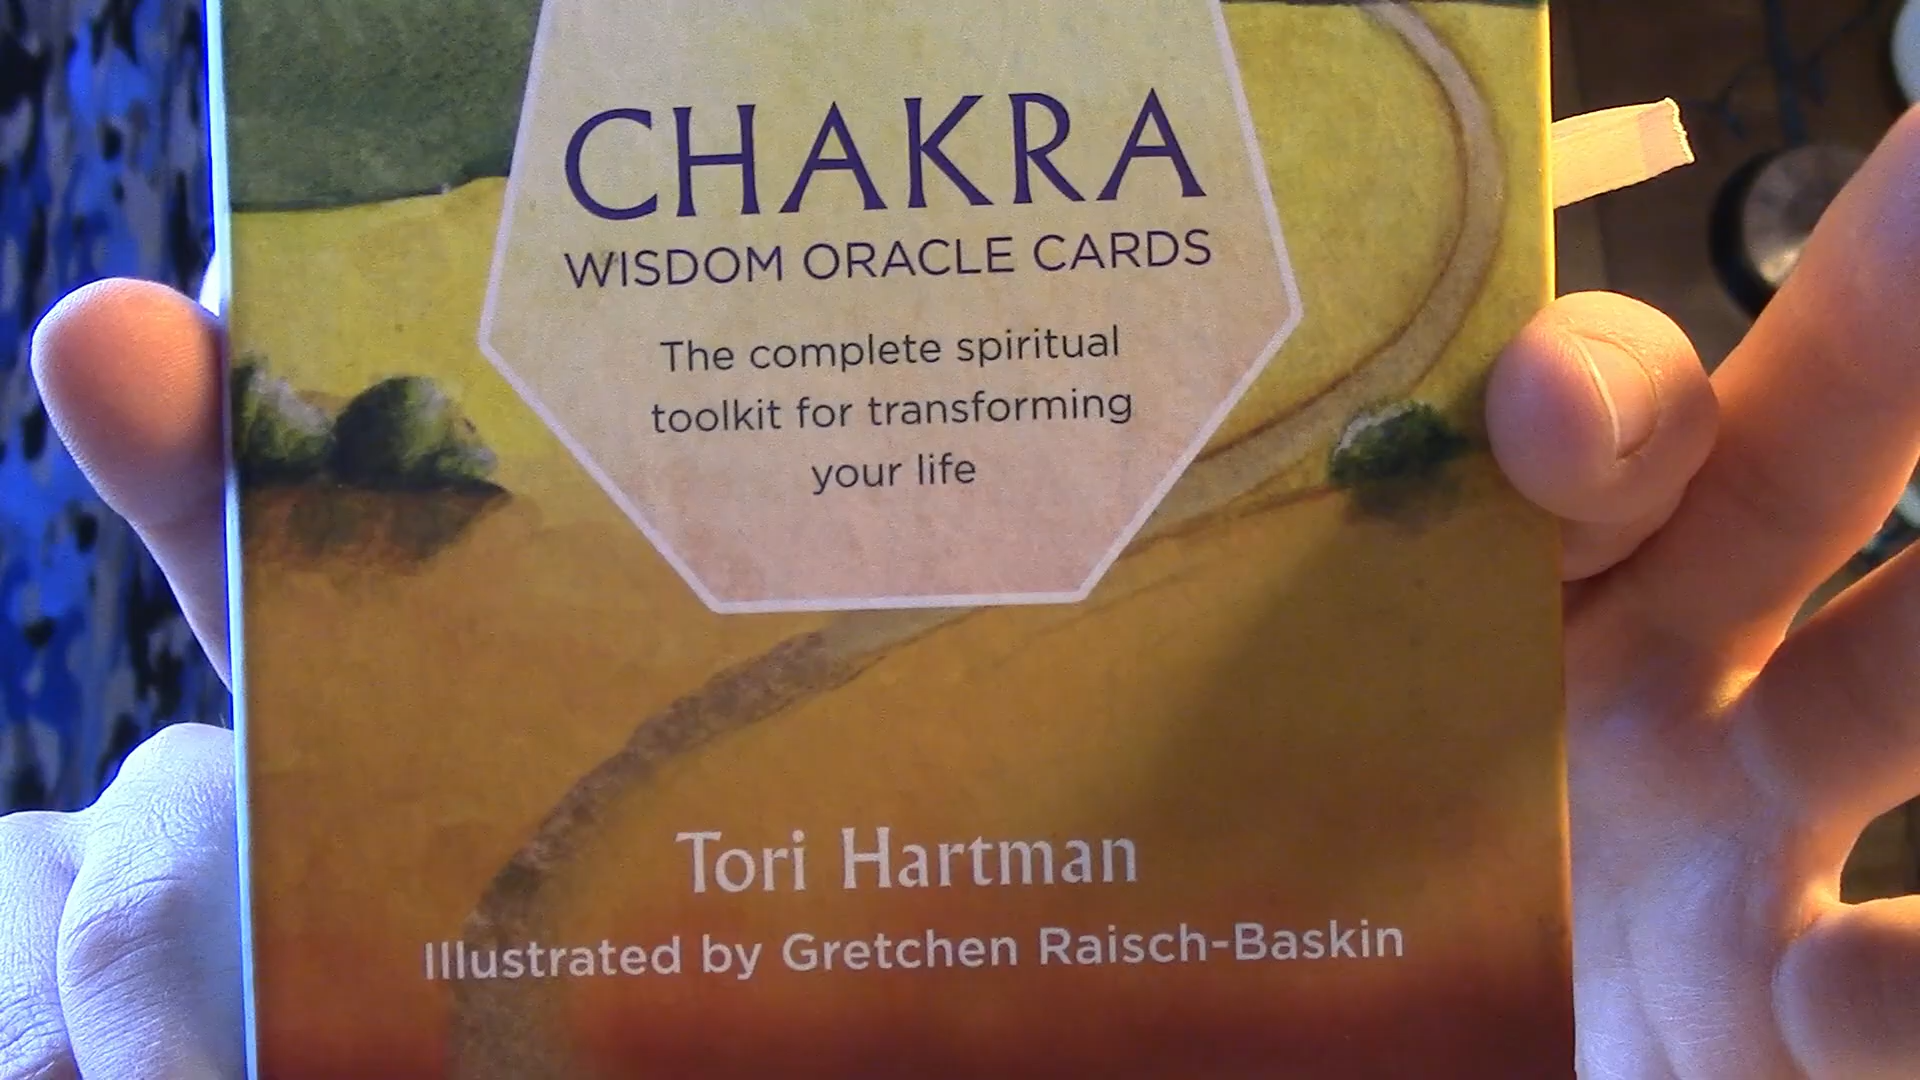 CHAKRA
WISDOM ORACLE CARDS
The complete spiritual
toolkit for transforming
your life
Tori Hartman
Illustrated by Gretchen Raisch-Baskin